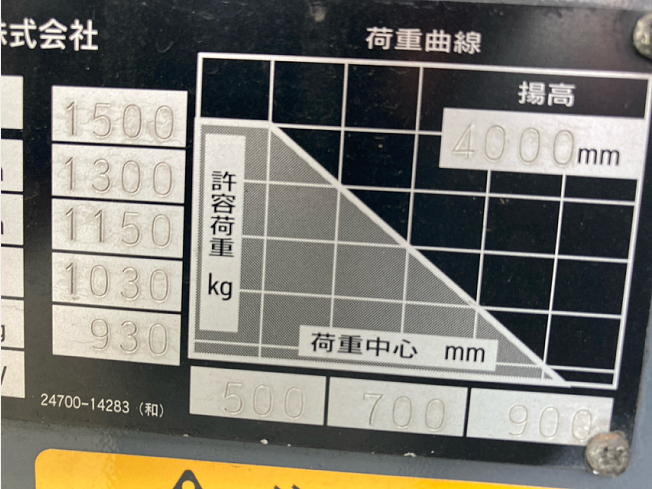 株式会社
荷重曲線
揚高
4000mm
1500
1300
1150
1030
930
許容荷重
kg
荷重中心 mm
500 700 900
24700-14283 (和)